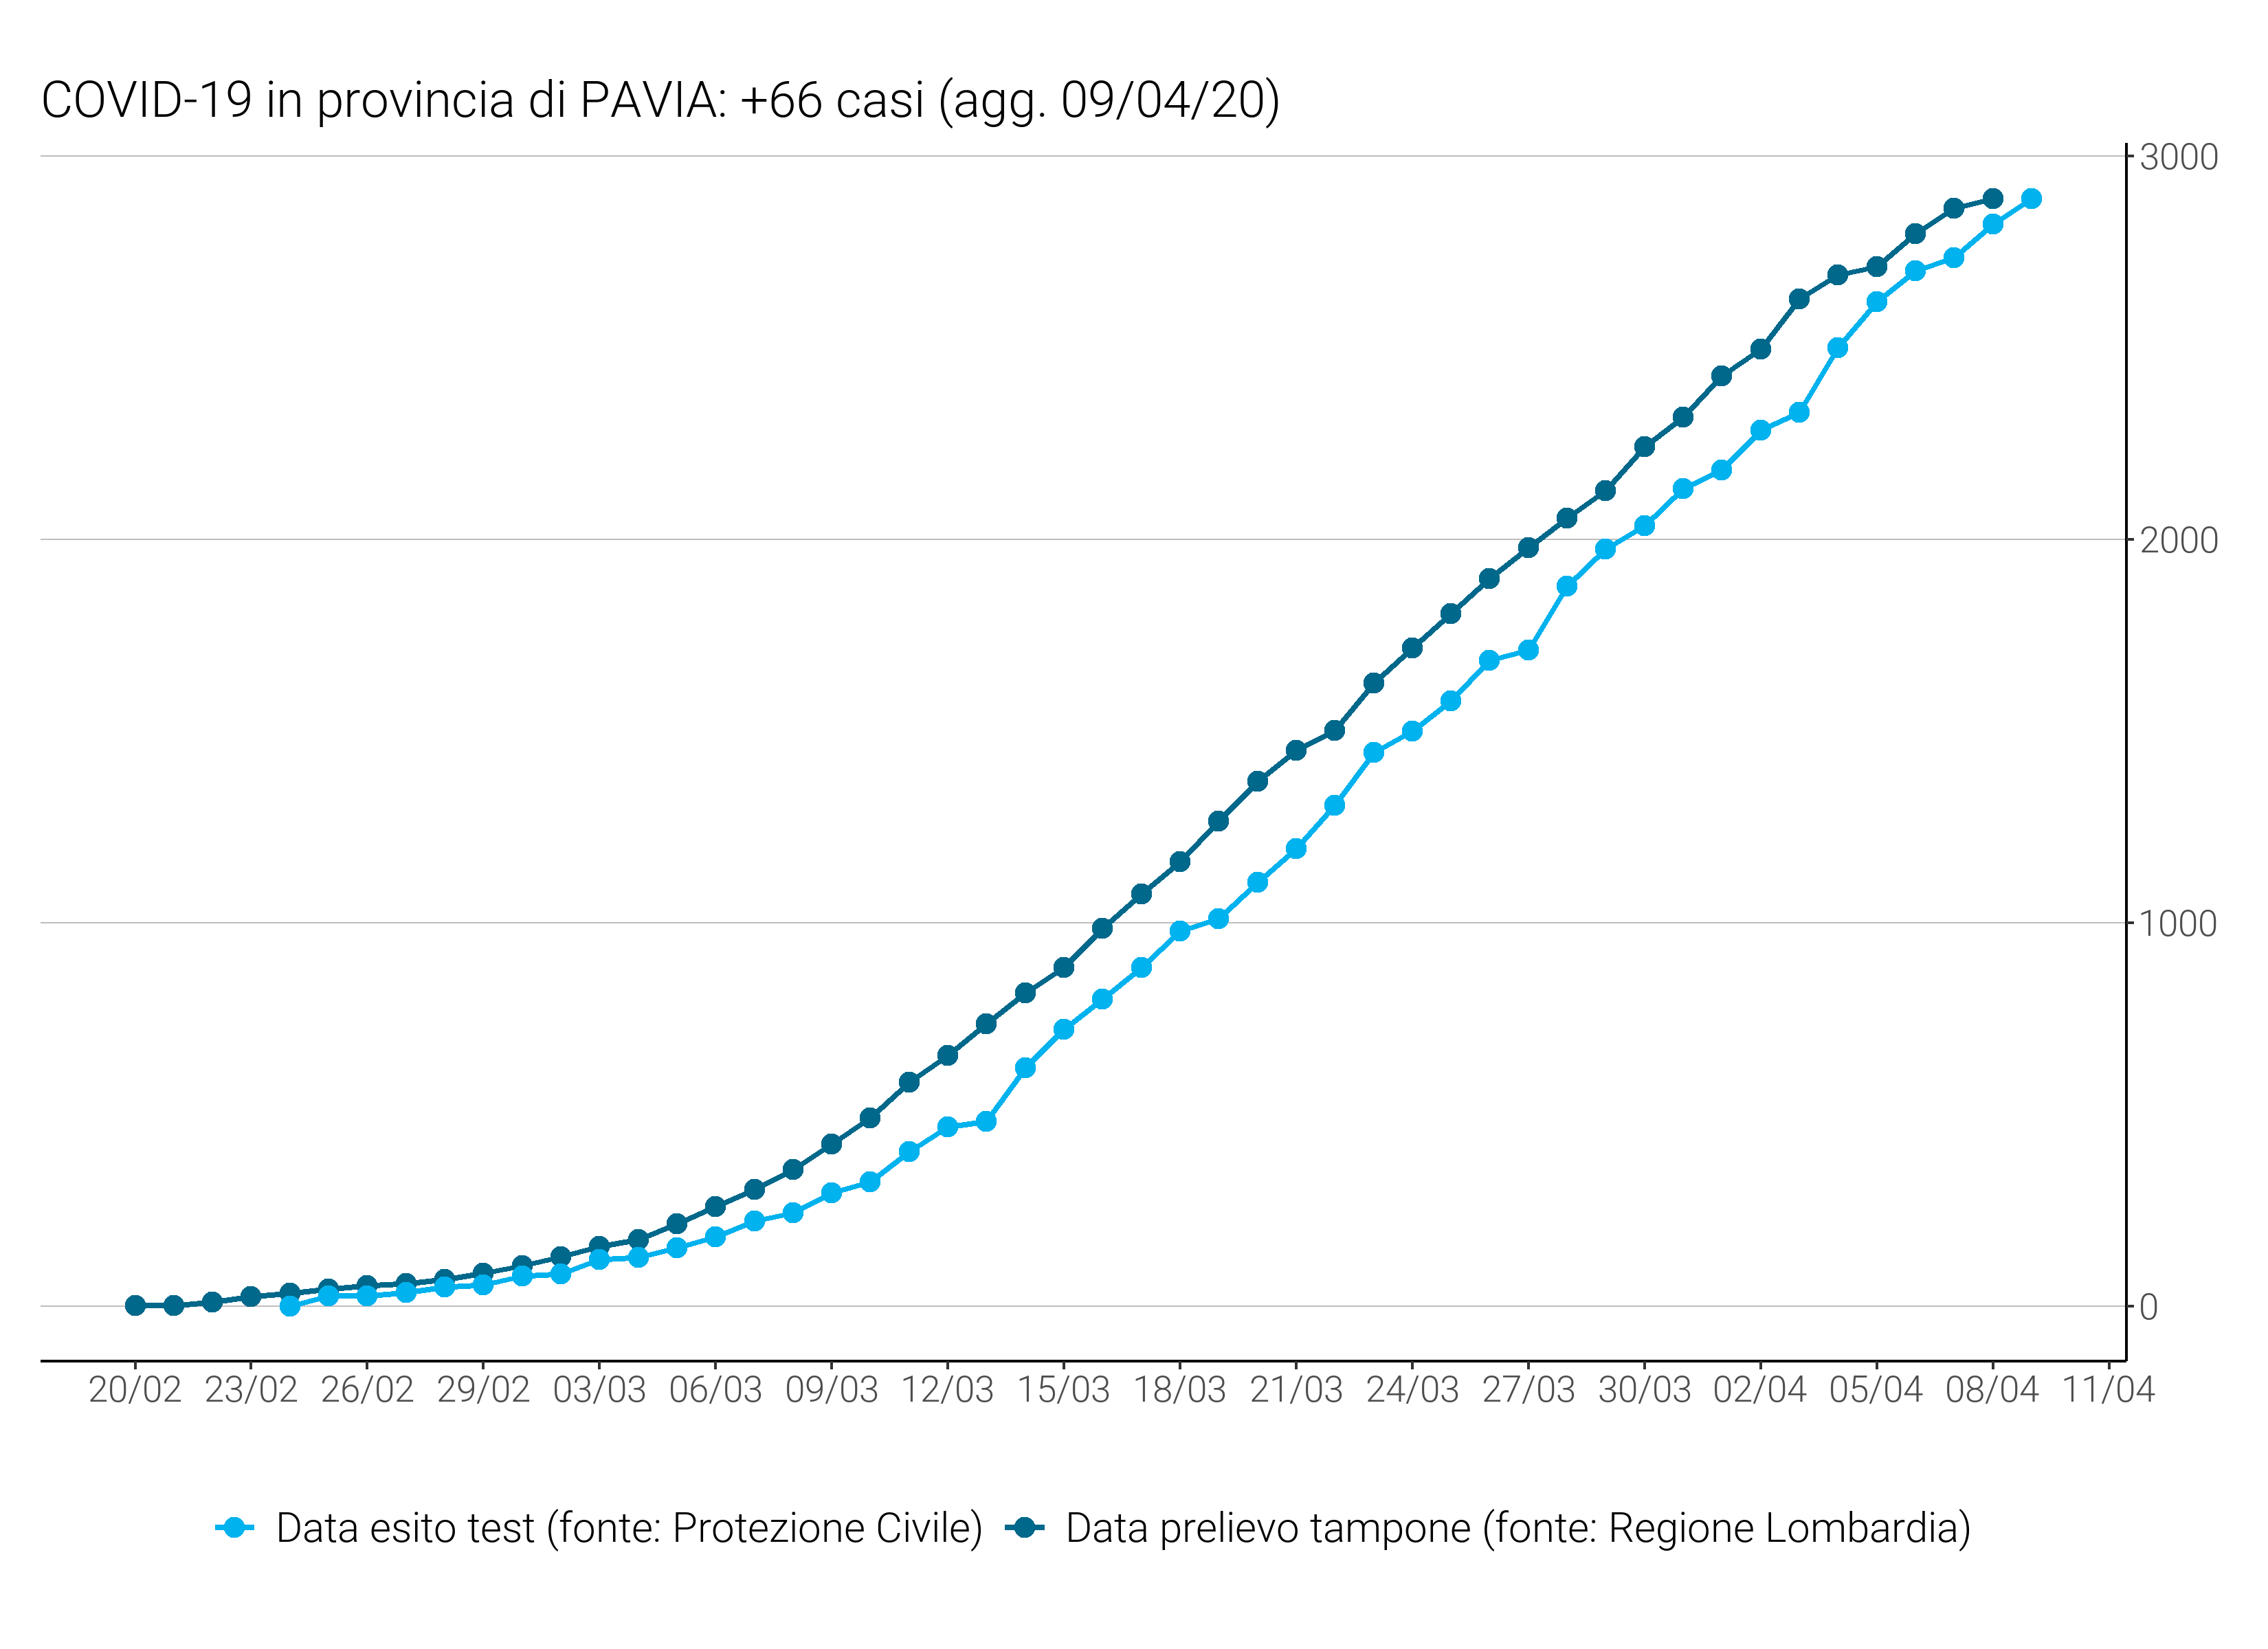 COVID-19 in provincia di PAVIA: +66 casi (agg. 09/04/20)
3000
2000
1000
0
20/02 23/02 26/02 29/02 03/03 06/03 09/03 12/03 15/03 18/03 21/03 24/03 27/03 30/03 02/04 05/04 08/04 11/04
Data esito test (fonte: Protezione Civile) Data prelievo tampone (fonte: Regione Lombardia)